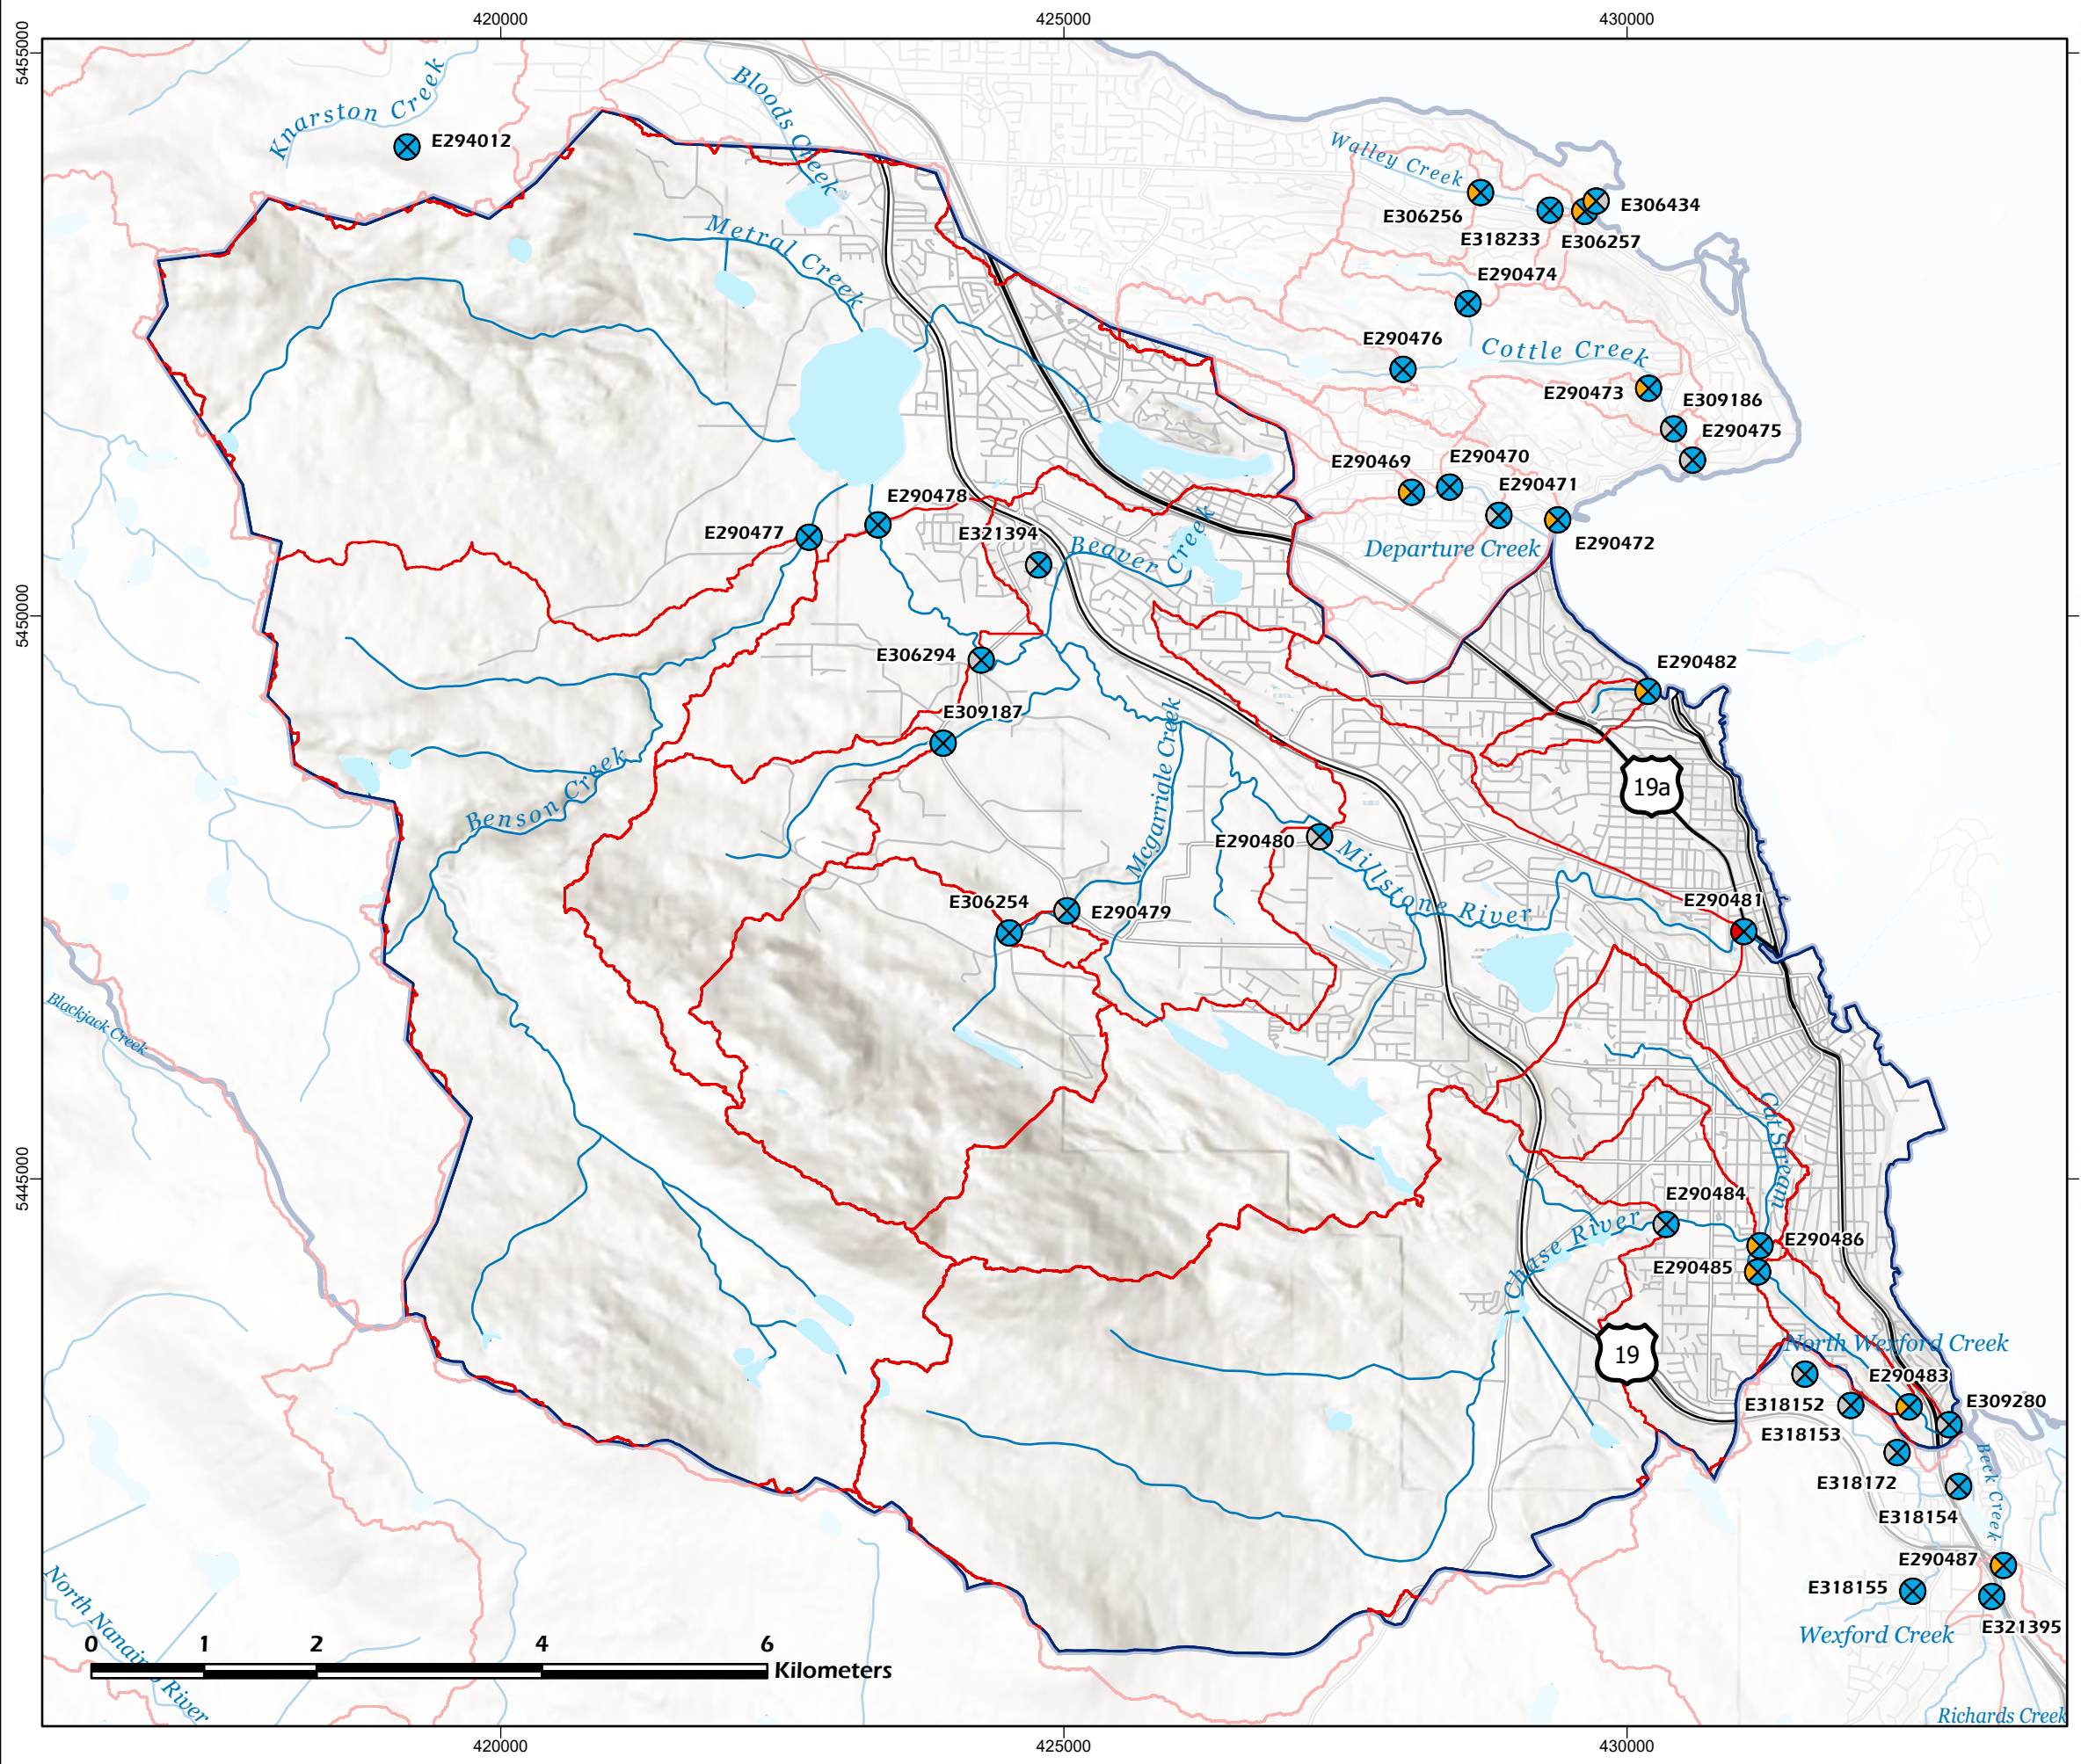 420000
425000
430000
5455000
5450000
5445000
Knarston Creek
E294012
Bloods Creek
Metral Creek
Walley Creek
E306256
E318233
E306257
E306434
E290474
E290476
Cottle Creek
E290473
E309186
E290475
E290469
E290470
E290471
E290472
Departure Creek
E290478
E290477
E321394
Beaver Creek
E306294
E309187
E290482
Mcgarrigle Creek
Benson Creek
19a
E290480
Millstone River
E290481
E306254
E290479
Blackjack Creek
Cat Stream
E290484
Chase River
E290486
E290485
19
North Wexford Creek
E290483
E318152
E309280
E318153
E318172
E318154
Beck Creek
E290487
E318155
E321395
Wexford Creek
North Nanaimo River
Richards Creek
0 1 2 4 6
Kilometers
420000
425000
430000